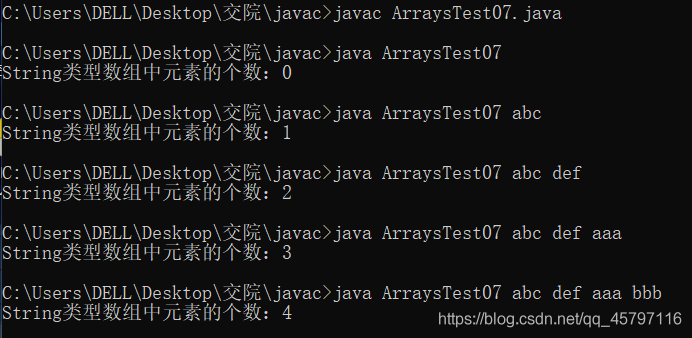 C:\Users\DELL\Desktop\交院\javac>javac ArraysTest07.java
C:\Users\DELL\Desktop\交院\javac>java ArraysTest07
String类型数组中元素的个数：0
C:\Users\DELL\Desktop\交院\javac>java ArraysTest07 abc
String类型数组中元素的个数：1
C:\Users\DELL\Desktop\交院\javac>java ArraysTest07 abc def
String类型数组中元素的个数：2
C:\Users\DELL\Desktop\交院\javac>java ArraysTest07 abc def aaa
String类型数组中元素的个数：3
C:\Users\DELL\Desktop\交院\javac>java ArraysTest07 abc def aaa bbb
String类型数组中元素的个数：4
https://blog.csdn.net/qq_45797116